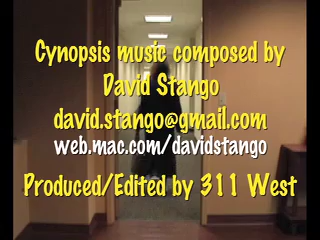 Cynopsis music composed by
David Stango
david.stango@gmail.com
web.mac.com/davidstango
Produced/Edited by 311 West